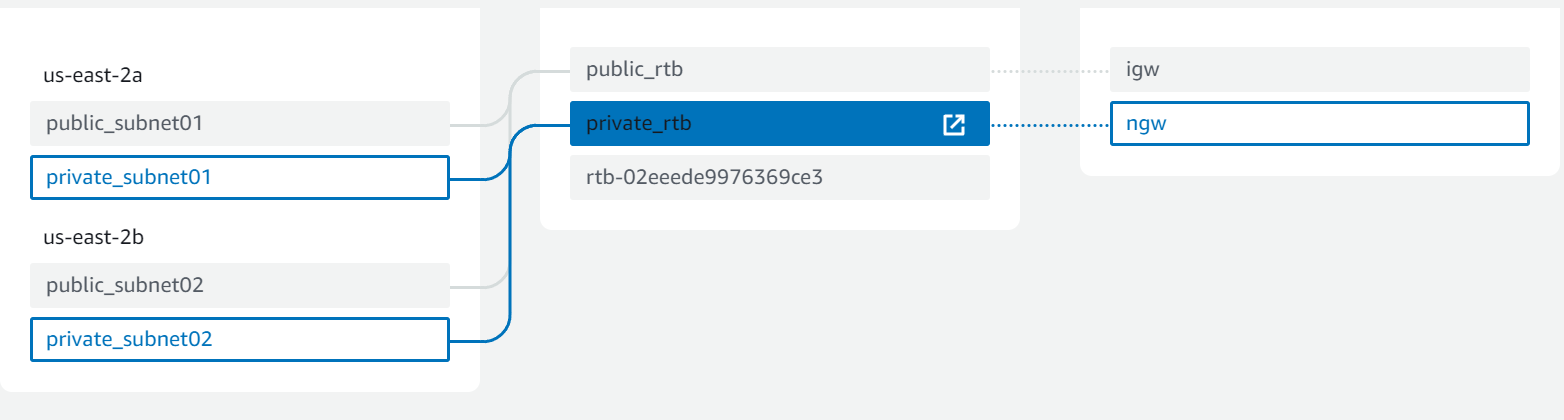 us-east-2a
public_subnet01
private_subnet01
us-east-2b
public_subnet02
private_subnet02
public_rtb
private_rtb
rtb-02eeede9976369ce3
igw
ngw